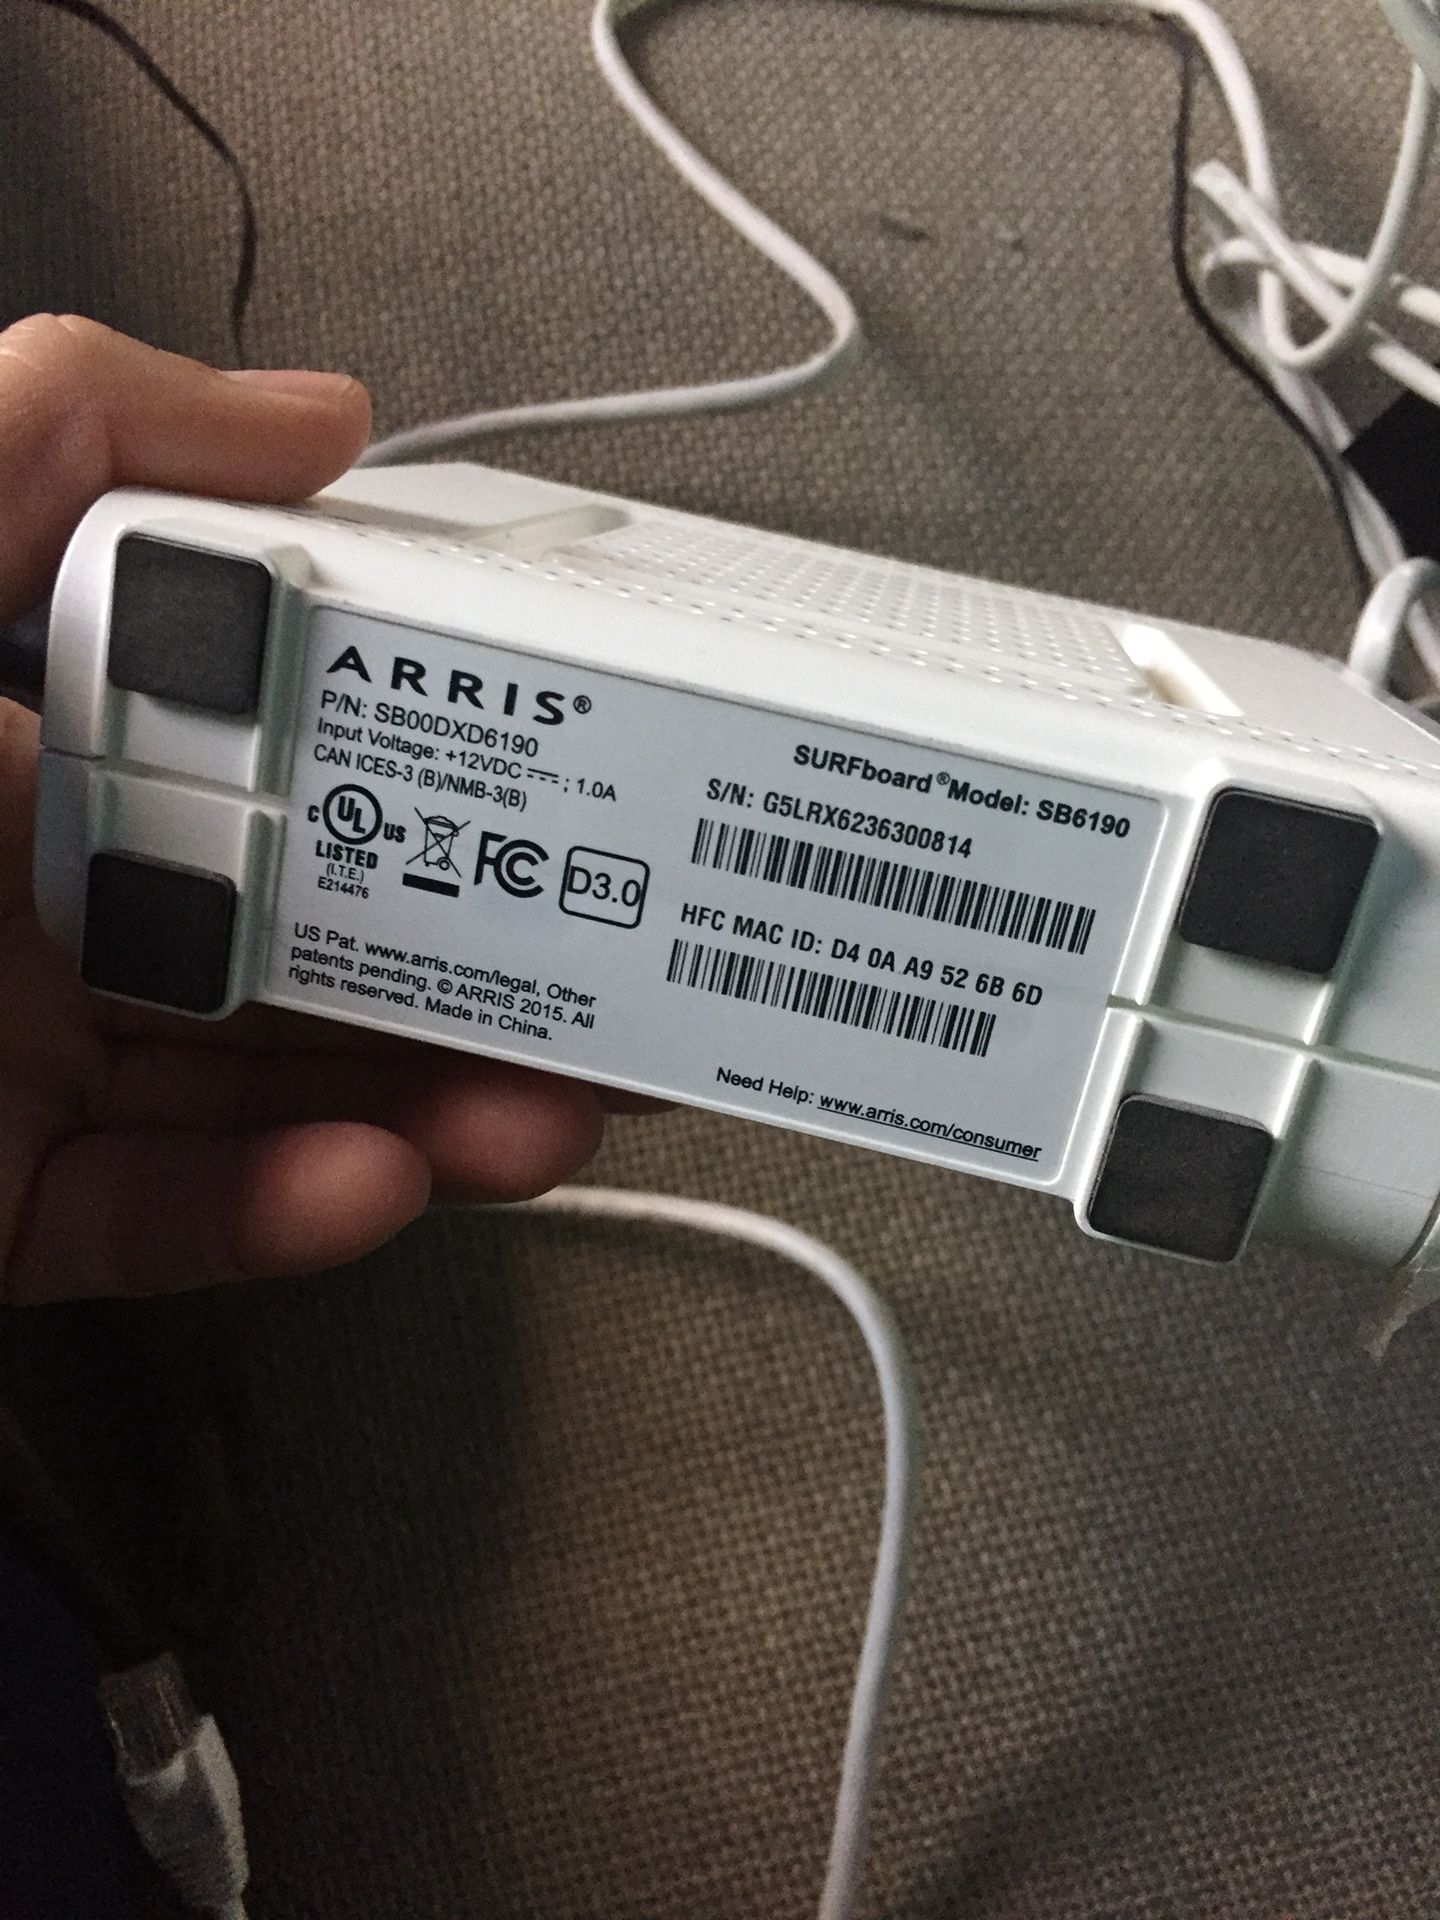 ARRIS®
P/N: SB00DXD6190
Input Voltage: +12VDC ⎓; 1.0A
CAN ICES-3 (B)/NMB-3(B)
C UL US
LISTED
(I.T.E.)
E214476
FC
D3.0
US Pat. www.arris.com/legal, Other
patents pending. © ARRIS 2015. All
rights reserved. Made in China.
SURFboard® Model: SB6190
S/N: G5LRX6236300814
HFC MAC ID: D4 0A A9 52 6B 6D
Need Help: www.arris.com/consumer